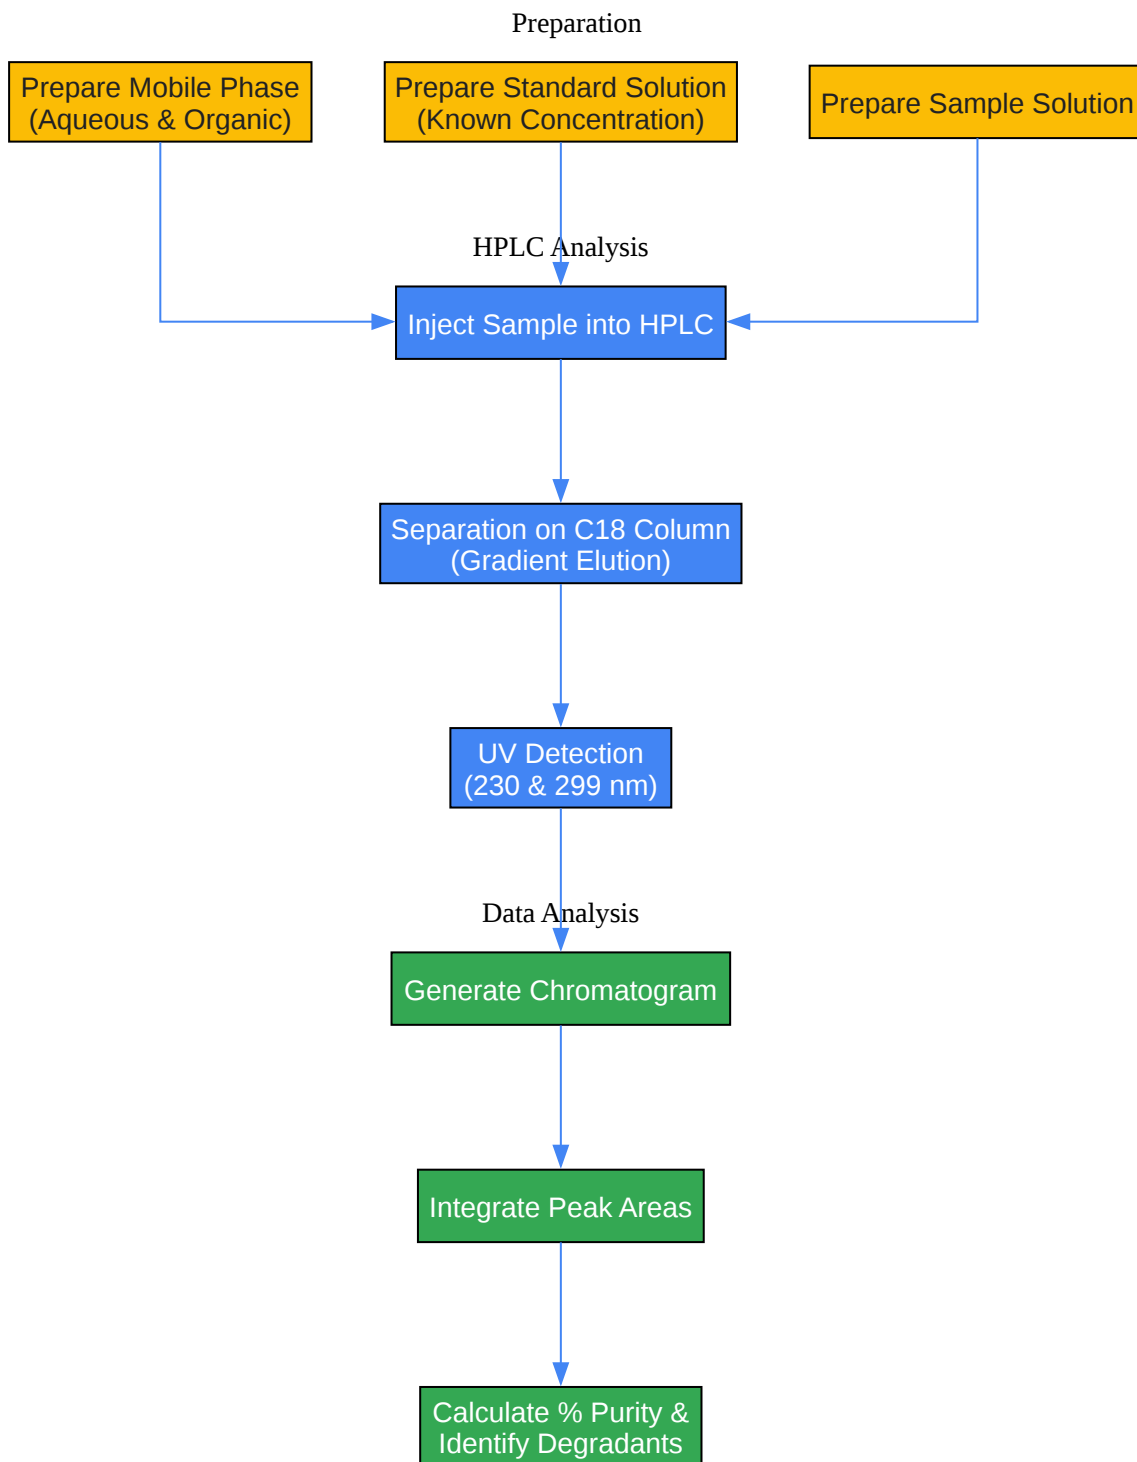 Preparation
Prepare Mobile Phase
(Aqueous & Organic)
Prepare Standard Solution
(Known Concentration)
Prepare Sample Solution
HPLC Analysis
Inject Sample into HPLC
Separation on C18 Column
(Gradient Elution)
UV Detection
(230 & 299 nm)
Data Analysis
Generate Chromatogram
Integrate Peak Areas
Calculate % Purity &
Identify Degradants